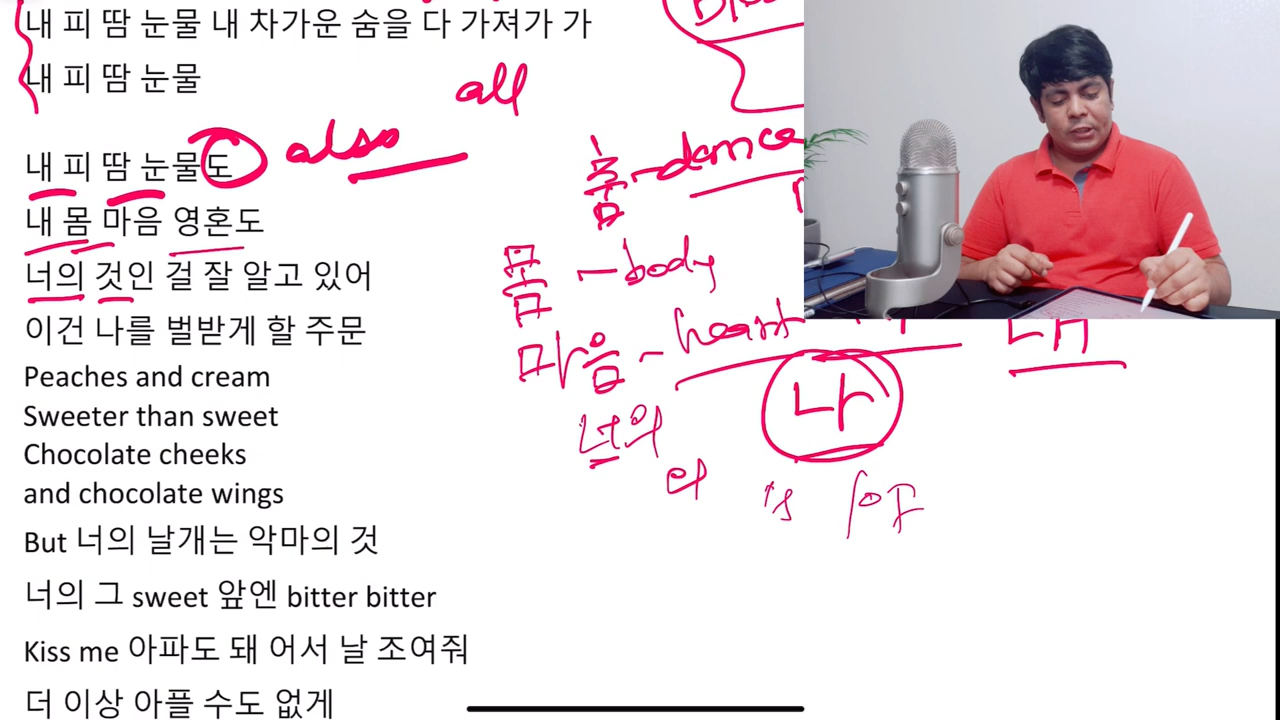 내 피 땀 눈물 내 차가운 숨을 다 가져가 가
내 피 땀 눈물
all
내 피 땀 눈물도
also
춤 - dance
내 몸 마음 영혼도
몸 - body
너의 것인 걸 잘 알고 있어
이건 나를 벌받게 할 주문
마음 - heart
내
Peaches and cream
나
Sweeter than sweet
너의
Chocolate cheeks
의
and chocolate wings
But 너의 날개는 악마의 것
너의 그 sweet 앞엔 bitter bitter
Kiss me 아파도 돼 어서 날 조여줘
더 이상 아플 수도 없게